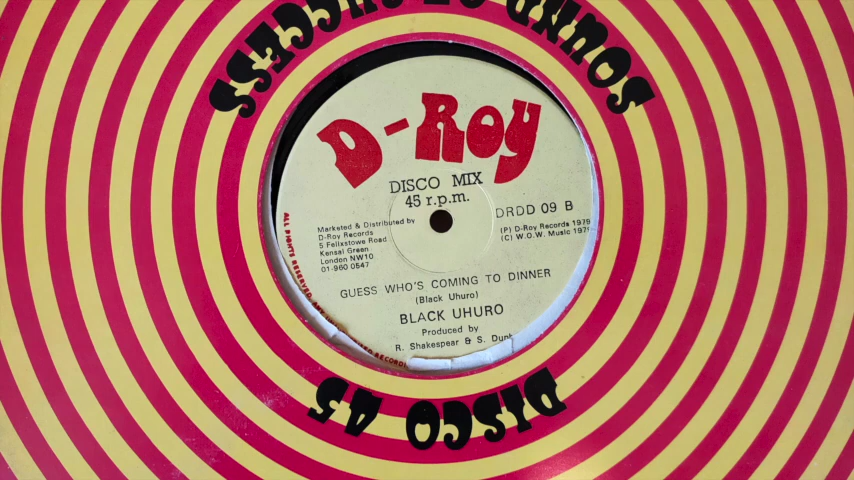 SOUND OF SUCCESS
D-Roy
DISCO MIX
45 r.p.m.
DRDD 09 B
Marketed & Distributed by
D-Roy Records
5 Felixstowe Road
Kensal Green
London NW10
01-960 0547
(P) D-Roy Records 1979
(C) W.O.W. Music 1979
GUESS WHO'S COMING TO DINNER
(Black Uhuro)
BLACK UHURO
Produced by
R. Shakespear & S. Dun
ALL RIGHTS RESERVED.
RECORD
DISCO 45